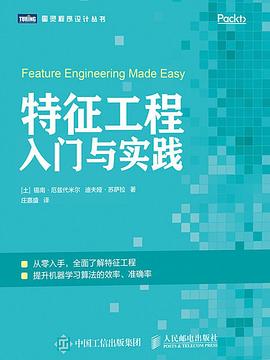 TURING
图灵程序设计丛书
Packt>
Feature Engineering Made Easy
特征工程
入门与实践
[土] 锡南·厄兹代米尔 迪夫娅·苏萨拉 著
庄嘉盛 译
从零入手，全面了解特征工程
提升机器学习算法的效率、准确率
中国工信出版集团
人民邮电出版社
POSTS & TELECOM PRESS